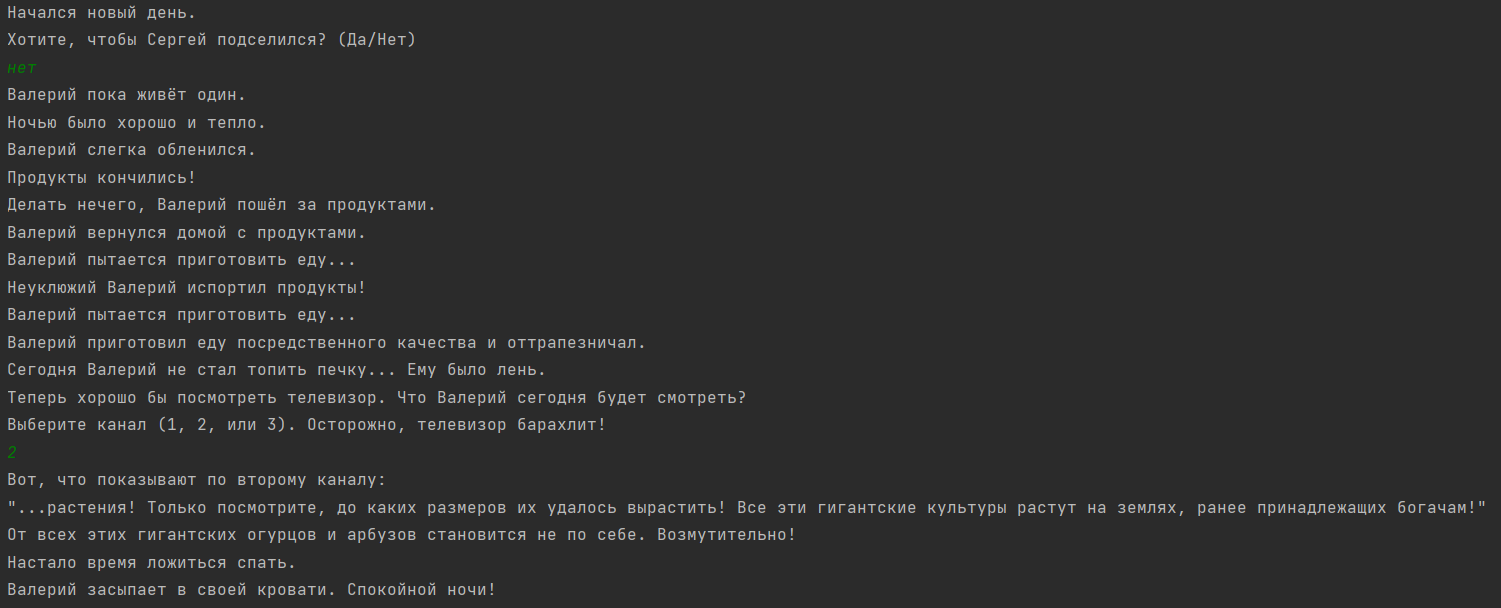 Начался новый день.
Хотите, чтобы Сергей подселился? (Да/Нет)
нет
Валерий пока живёт один.
Ночью было хорошо и тепло.
Валерий слегка обленился.
Продукты кончились!
Делать нечего, Валерий пошёл за продуктами.
Валерий вернулся домой с продуктами.
Валерий пытается приготовить еду...
Неуклюжий Валерий испортил продукты!
Валерий пытается приготовить еду...
Валерий приготовил еду посредственного качества и оттрапезничал.
Сегодня Валерий не стал топить печку... Ему было лень.
Теперь хорошо бы посмотреть телевизор. Что Валерий сегодня будет смотреть?
Выберите канал (1, 2, или 3). Осторожно, телевизор барахлит!
2
Вот, что показывают по второму каналу:
"...растения! Только посмотрите, до каких размеров их удалось вырастить! Все эти гигантские культуры растут на землях, ранее принадлежащих богачам!"
От всех этих гигантских огурцов и арбузов становится не по себе. Возмутительно!
Настало время ложиться спать.
Валерий засыпает в своей кровати. Спокойной ночи!